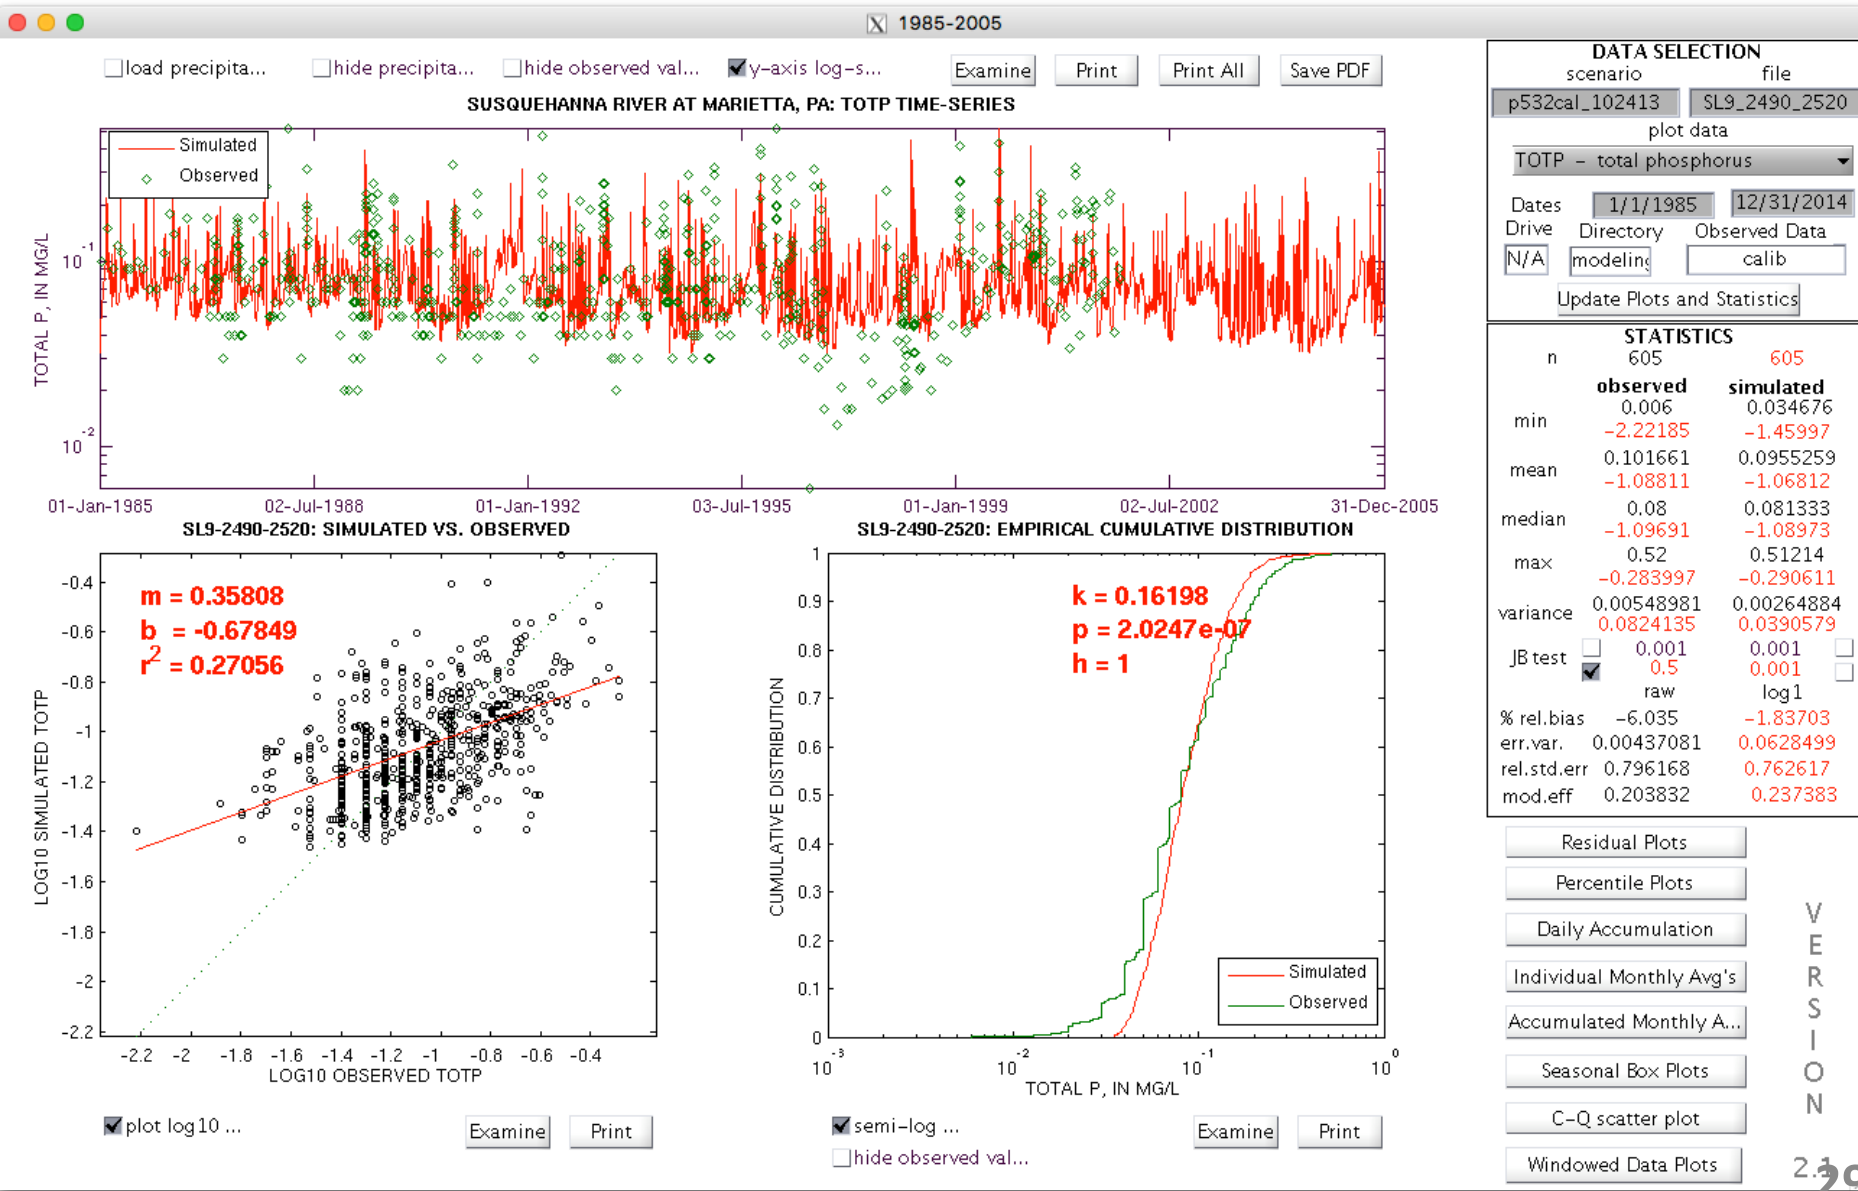 1985-2005
load precipita...
hide precipita...
hide observed val...
y-axis log-s...
Examine
Print
Print All
Save PDF
SUSQUEHANNA RIVER AT MARIETTA, PA: TOTP TIME-SERIES
Simulated
Observed
TOTAL P, IN MG/L
10^-1
10^-2
01-Jan-1985
02-Jul-1988
01-Jan-1992
03-Jul-1995
01-Jan-1999
02-Jul-2002
31-Dec-2005
SL9-2490-2520: SIMULATED VS. OBSERVED
m = 0.35808
b = -0.67849
r^2 = 0.27056
LOG10 SIMULATED TOTP
-0.4
-0.6
-0.8
-1
-1.2
-1.4
-1.6
-1.8
-2
-2.2
-2.2 -2 -1.8 -1.6 -1.4 -1.2 -1 -0.8 -0.6 -0.4
LOG10 OBSERVED TOTP
plot log10 ...
Examine
Print
SL9-2490-2520: EMPIRICAL CUMULATIVE DISTRIBUTION
k = 0.16198
p = 2.0247e-07
h = 1
CUMULATIVE DISTRIBUTION
1
0.9
0.8
0.7
0.6
0.5
0.4
0.3
0.2
0.1
0
Simulated
Observed
10^-3 10^-2 10^-1 10^0
TOTAL P, IN MG/L
semi-log ...
hide observed val...
Examine
Print
DATA SELECTION
scenario file
p532cal_102413 SL9_2490_2520
plot data
TOTP - total phosphorus
Dates 1/1/1985 12/31/2014
Drive Directory Observed Data
N/A modeling calib
Update Plots and Statistics
STATISTICS
n 605 605
observed simulated
min 0.006 0.034676
-2.22185 -1.45997
mean 0.101661 0.0955259
-1.08811 -1.06812
median 0.08 0.081333
-1.09691 -1.08973
max 0.52 0.51214
-0.283997 -0.290611
variance 0.00548981 0.00264884
0.0824135 0.0390579
JB test 0.001 0.001
0.5 0.001
raw log1
% rel.bias -6.035 -1.83703
err.var. 0.00437081 0.0628499
rel.std.err 0.796168 0.762617
mod.eff 0.203832 0.237383
Residual Plots
Percentile Plots
Daily Accumulation
Individual Monthly Avg's
Accumulated Monthly A...
Seasonal Box Plots
C-Q scatter plot
Windowed Data Plots
VERSION
2.1
29